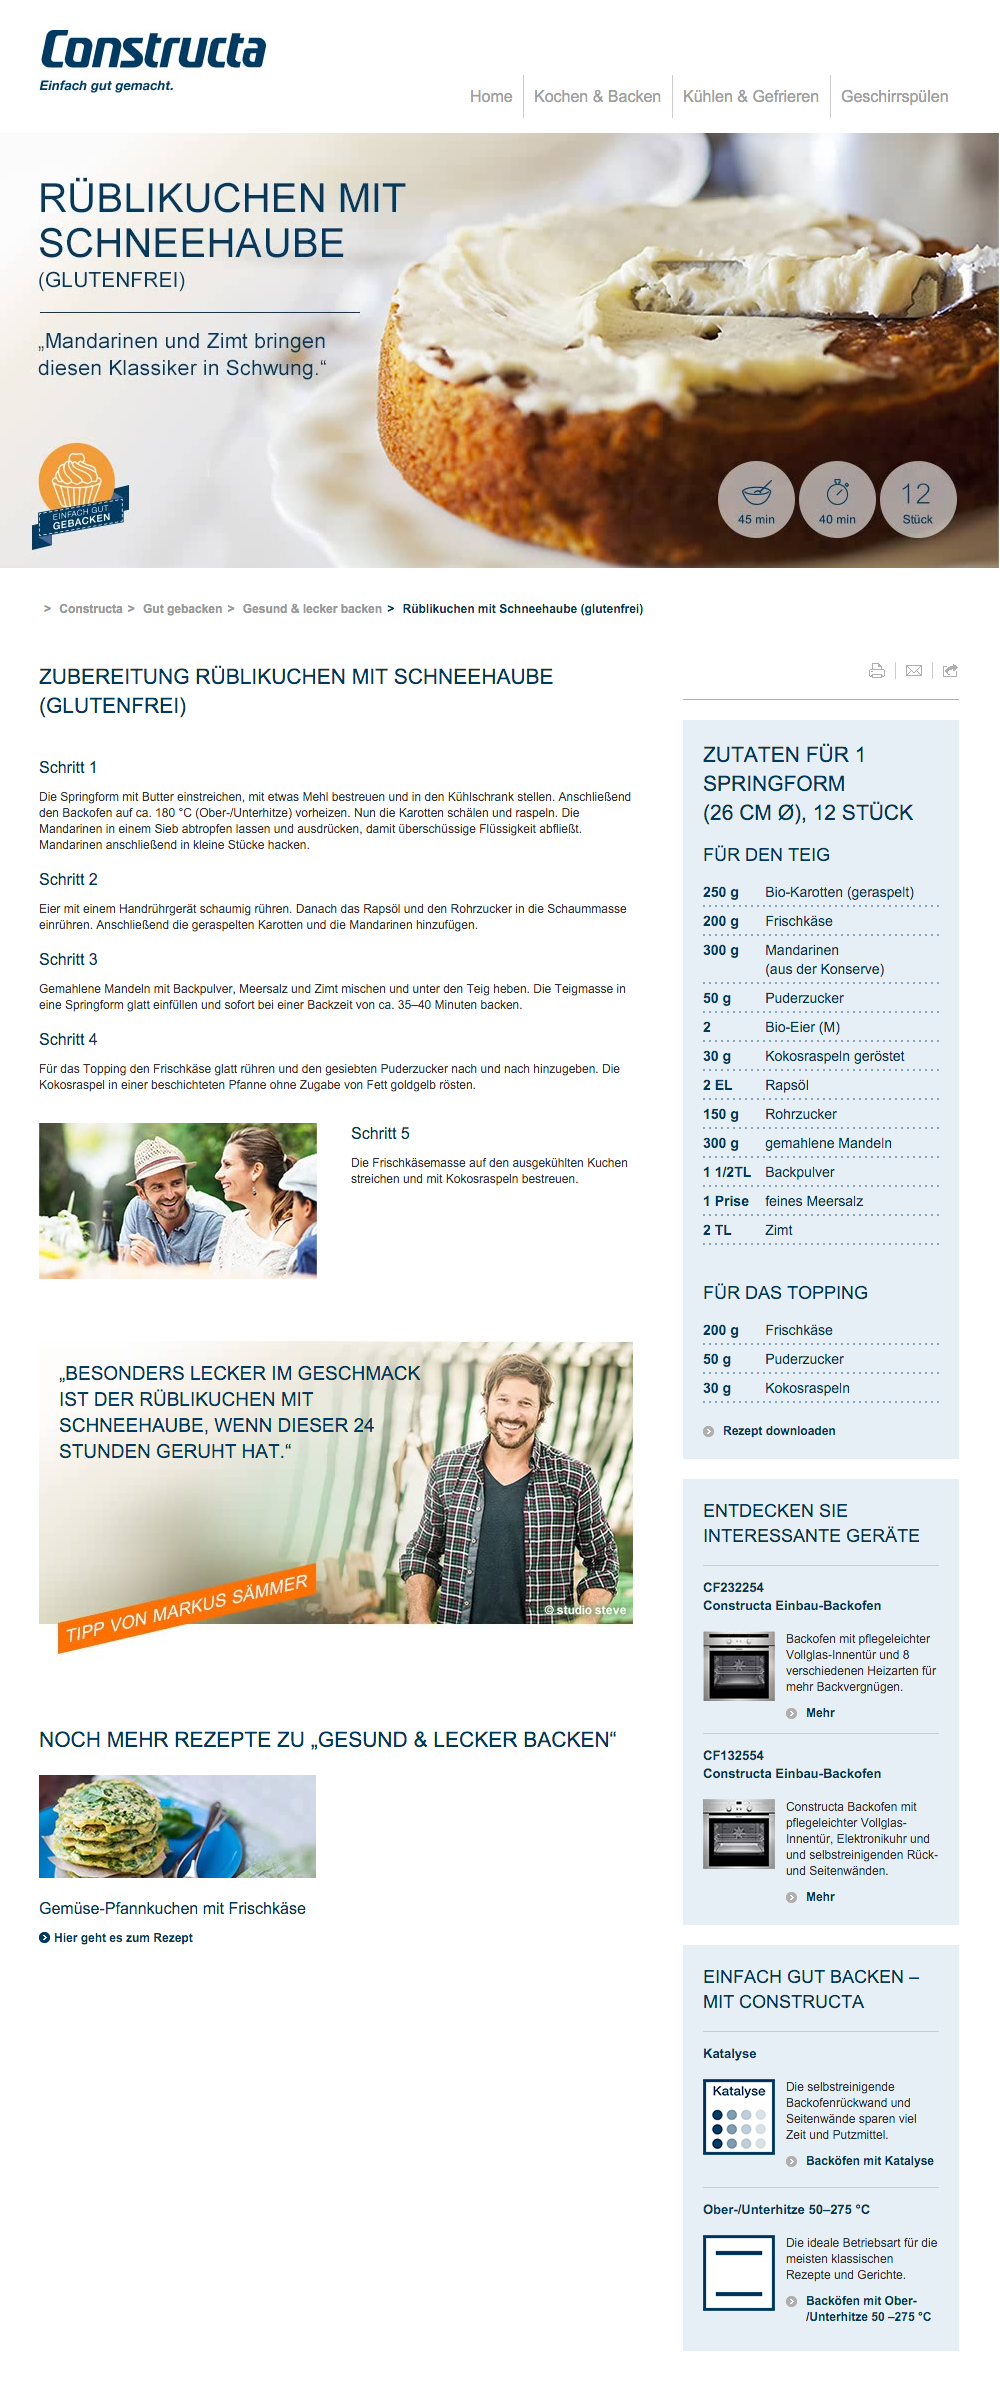 Constructa
Einfach gut gemacht.
Home
Kochen & Backen
Kühlen & Gefrieren
Geschirrspülen
RÜBLIKUCHEN MIT
SCHNEEHAUBE
(GLUTENFREI)
„Mandarinen und Zimt bringen
diesen Klassiker in Schwung.“
EINFACH GUT
GEBACKEN
45 min
40 min
12
Stück
> Constructa > Gut gebacken > Gesund & lecker backen > Rüblikuchen mit Schneehaube (glutenfrei)
ZUBEREITUNG RÜBLIKUCHEN MIT SCHNEEHAUBE
(GLUTENFREI)
Schritt 1
Die Springform mit Butter einstreichen, mit etwas Mehl bestreuen und in den Kühlschrank stellen. Anschließend
den Backofen auf ca. 180 °C (Ober-/Unterhitze) vorheizen. Nun die Karotten schälen und raspeln. Die
Mandarinen in einem Sieb abtropfen lassen und ausdrücken, damit überschüssige Flüssigkeit abfließt.
Mandarinen anschließend in kleine Stücke hacken.
Schritt 2
Eier mit einem Handrührgerät schaumig rühren. Danach das Rapsöl und den Rohrzucker in die Schaummasse
einrühren. Anschließend die geraspelten Karotten und die Mandarinen hinzufügen.
Schritt 3
Gemahlene Mandeln mit Backpulver, Meersalz und Zimt mischen und unter den Teig heben. Die Teigmasse in
eine Springform glatt einfüllen und sofort bei einer Backzeit von ca. 35–40 Minuten backen.
Schritt 4
Für das Topping den Frischkäse glatt rühren und den gesiebten Puderzucker nach und nach hinzugeben. Die
Kokosraspel in einer beschichteten Pfanne ohne Zugabe von Fett goldgelb rösten.
Schritt 5
Die Frischkäsemasse auf den ausgekühlten Kuchen
streichen und mit Kokosraspeln bestreuen.
„BESONDERS LECKER IM GESCHMACK
IST DER RÜBLIKUCHEN MIT
SCHNEEHAUBE, WENN DIESER 24
STUNDEN GERUHT HAT.“
TIPP VON MARKUS SÄMMER
© studio steve
NOCH MEHR REZEPTE ZU „GESUND & LECKER BACKEN“
Gemüse-Pfannkuchen mit Frischkäse
Hier geht es zum Rezept
ZUTATEN FÜR 1
SPRINGFORM
(26 CM Ø), 12 STÜCK
FÜR DEN TEIG
250 g Bio-Karotten (geraspelt)
200 g Frischkäse
300 g Mandarinen
(aus der Konserve)
50 g Puderzucker
2 Bio-Eier (M)
30 g Kokosraspeln geröstet
2 EL Rapsöl
150 g Rohrzucker
300 g gemahlene Mandeln
1 1/2TL Backpulver
1 Prise feines Meersalz
2 TL Zimt
FÜR DAS TOPPING
200 g Frischkäse
50 g Puderzucker
30 g Kokosraspeln
Rezept downloaden
ENTDECKEN SIE
INTERESSANTE GERÄTE
CF232254
Constructa Einbau-Backofen
Backofen mit pflegeleichter
Vollglas-Innentür und 8
verschiedenen Heizarten für
mehr Backvergnügen.
Mehr
CF132554
Constructa Einbau-Backofen
Constructa Backofen mit
pflegeleichter Vollglas-
Innentür, Elektronikuhr und
und selbstreinigenden Rück-
und Seitenwänden.
Mehr
EINFACH GUT BACKEN –
MIT CONSTRUCTA
Katalyse
Katalyse
Die selbstreinigende
Backofenrückwand und
Seitenwände sparen viel
Zeit und Putzmittel.
Backöfen mit Katalyse
Ober-/Unterhitze 50–275 °C
Die ideale Betriebsart für die
meisten klassischen
Rezepte und Gerichte.
Backöfen mit Ober-
/Unterhitze 50 –275 °C